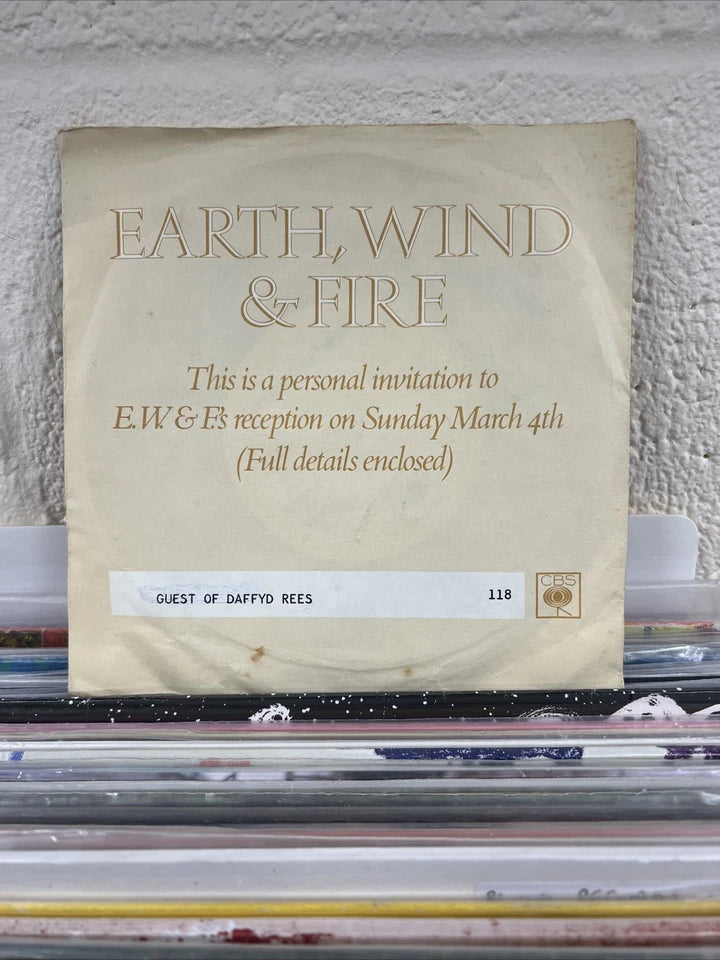 EARTH, WIND
& FIRE
This is a personal invitation to
E.W. & F.'s reception on Sunday March 4th
(Full details enclosed)
GUEST OF DAFFYD REES 118
CBS